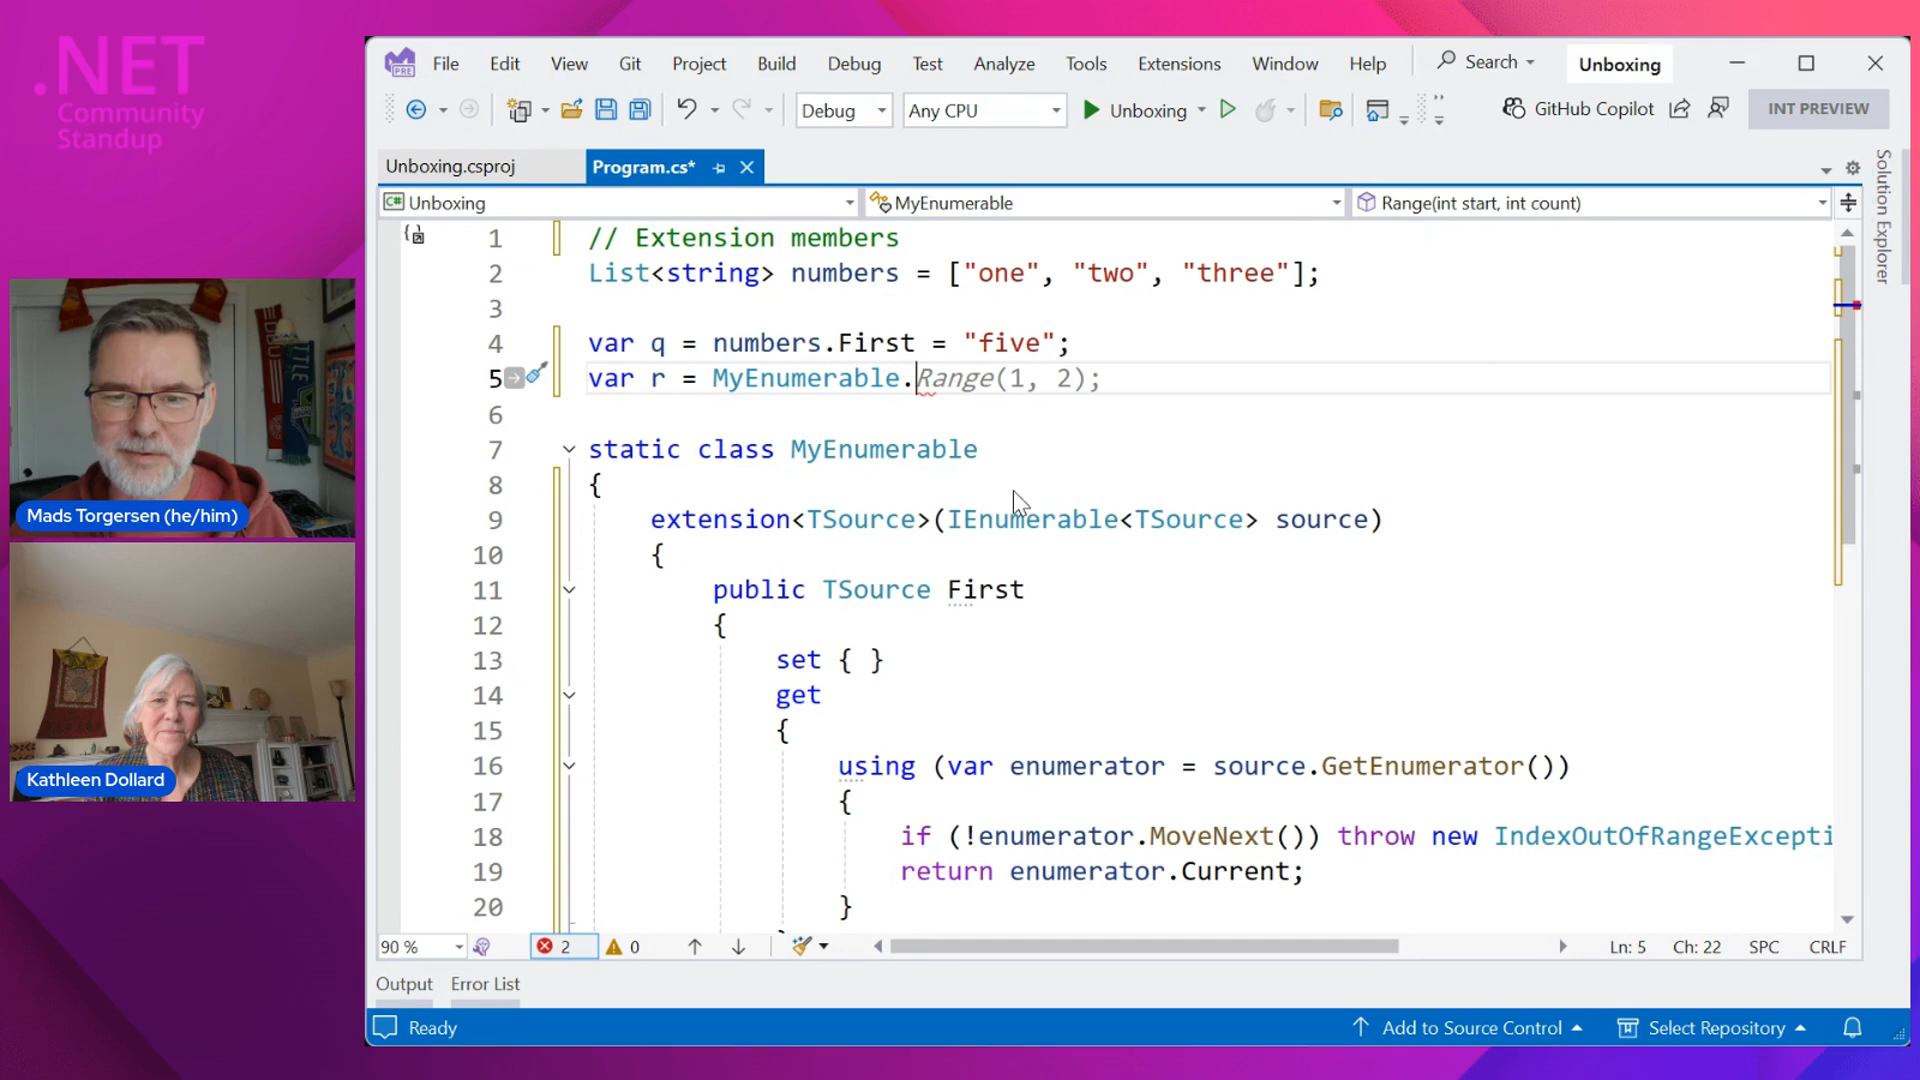 .NET
Community
Standup
Mads Torgersen (he/him)
Kathleen Dollard
PRE
File Edit View Git Project Build Debug Test Analyze Tools Extensions Window Help Search Unboxing
Debug Any CPU Unboxing GitHub Copilot INT PREVIEW
Unboxing.csproj Program.cs*
C# Unboxing MyEnumerable Range(int start, int count)
Solution Explorer
1 // Extension members
2 List<string> numbers = ["one", "two", "three"];
3
4 var q = numbers.First = "five";
5 var r = MyEnumerable.Range(1, 2);
6
7 static class MyEnumerable
8 {
9 extension<TSource>(IEnumerable<TSource> source)
10 {
11 public TSource First
12 {
13 set { }
14 get
15 {
16 using (var enumerator = source.GetEnumerator())
17 {
18 if (!enumerator.MoveNext()) throw new IndexOutOfRangeExcepti
19 return enumerator.Current;
20 }
90 % 2 0 Ln: 5 Ch: 22 SPC CRLF
Output Error List
Ready Add to Source Control Select Repository